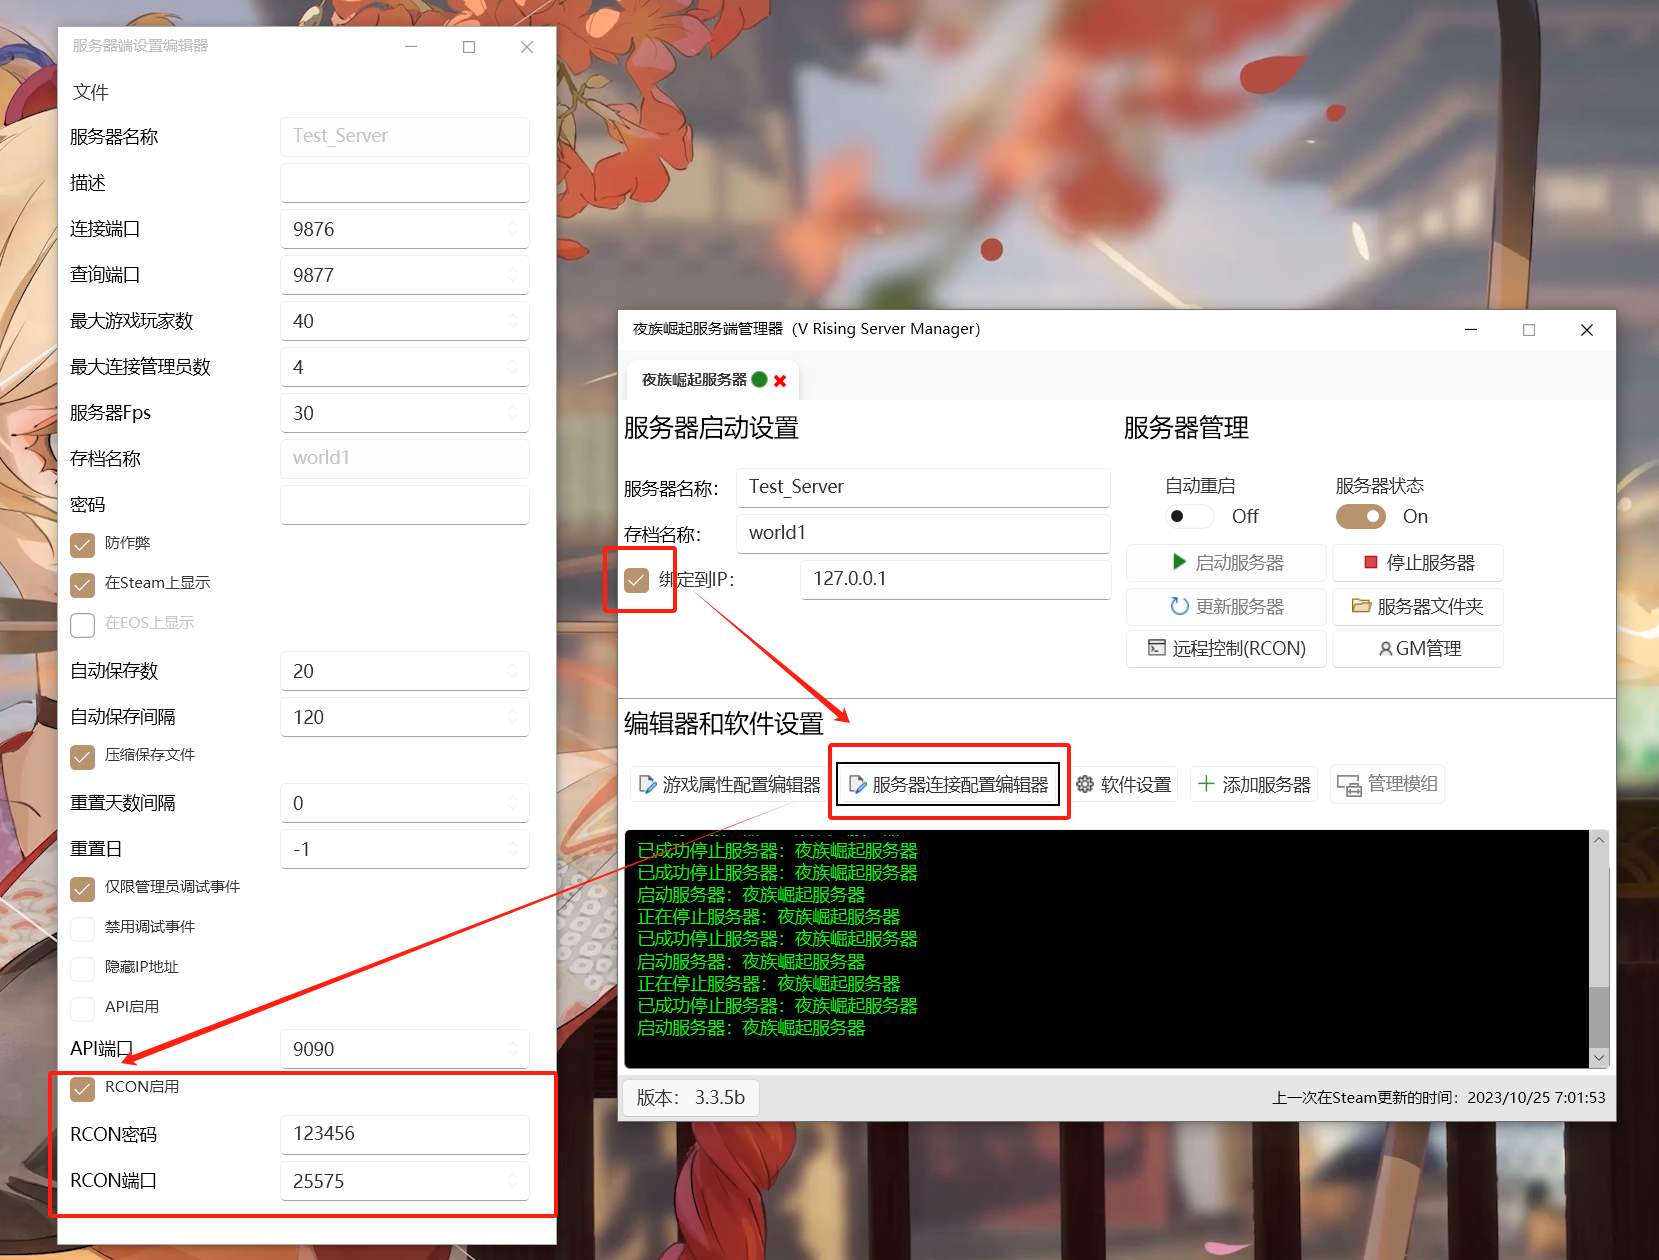 服务器端设置编辑器
文件
服务器名称 Test_Server
描述
连接端口 9876
查询端口 9877
最大游戏玩家数 40
最大连接管理员数 4
服务器Fps 30
存档名称 world1
密码
防作弊
在Steam上显示
在EOS上显示
自动保存数 20
自动保存间隔 120
压缩保存文件
重置天数间隔 0
重置日 -1
仅限管理员调试事件
禁用调试事件
隐藏IP地址
API启用
API端口 9090
RCON启用
RCON密码 123456
RCON端口 25575
夜族崛起服务端管理器（V Rising Server Manager）
夜族崛起服务器
服务器启动设置
服务器名称： Test_Server
存档名称： world1
绑定到IP： 127.0.0.1
服务器管理
自动重启 服务器状态
Off On
启动服务器 停止服务器
更新服务器 服务器文件夹
远程控制(RCON) GM管理
编辑器和软件设置
游戏属性配置编辑器 服务器连接配置编辑器 软件设置 添加服务器 管理模组
已成功停止服务器：夜族崛起服务器
已成功停止服务器：夜族崛起服务器
启动服务器：夜族崛起服务器
正在停止服务器：夜族崛起服务器
已成功停止服务器：夜族崛起服务器
启动服务器：夜族崛起服务器
正在停止服务器：夜族崛起服务器
已成功停止服务器：夜族崛起服务器
启动服务器：夜族崛起服务器
版本： 3.3.5b
上一次在Steam更新的时间：2023/10/25 7:01:53